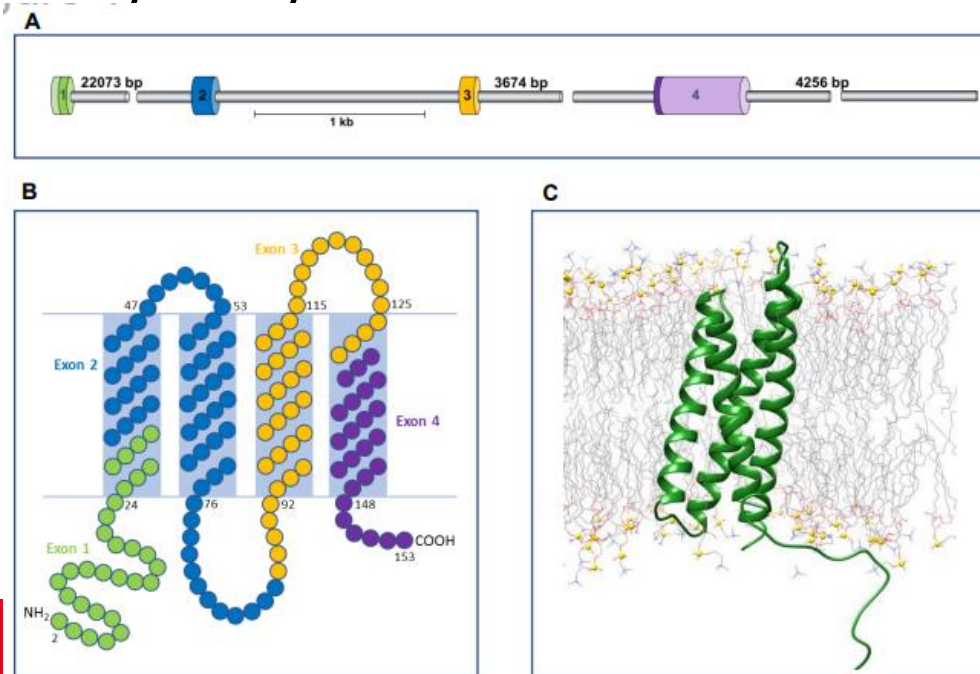 A
22073 bp
3674 bp
4256 bp
1
2
3
4
1 kb
B
C
Exon 3
47
53
115
125
Exon 2
Exon 4
24
76
92
148
Exon 1
COOH
153
NH2
2